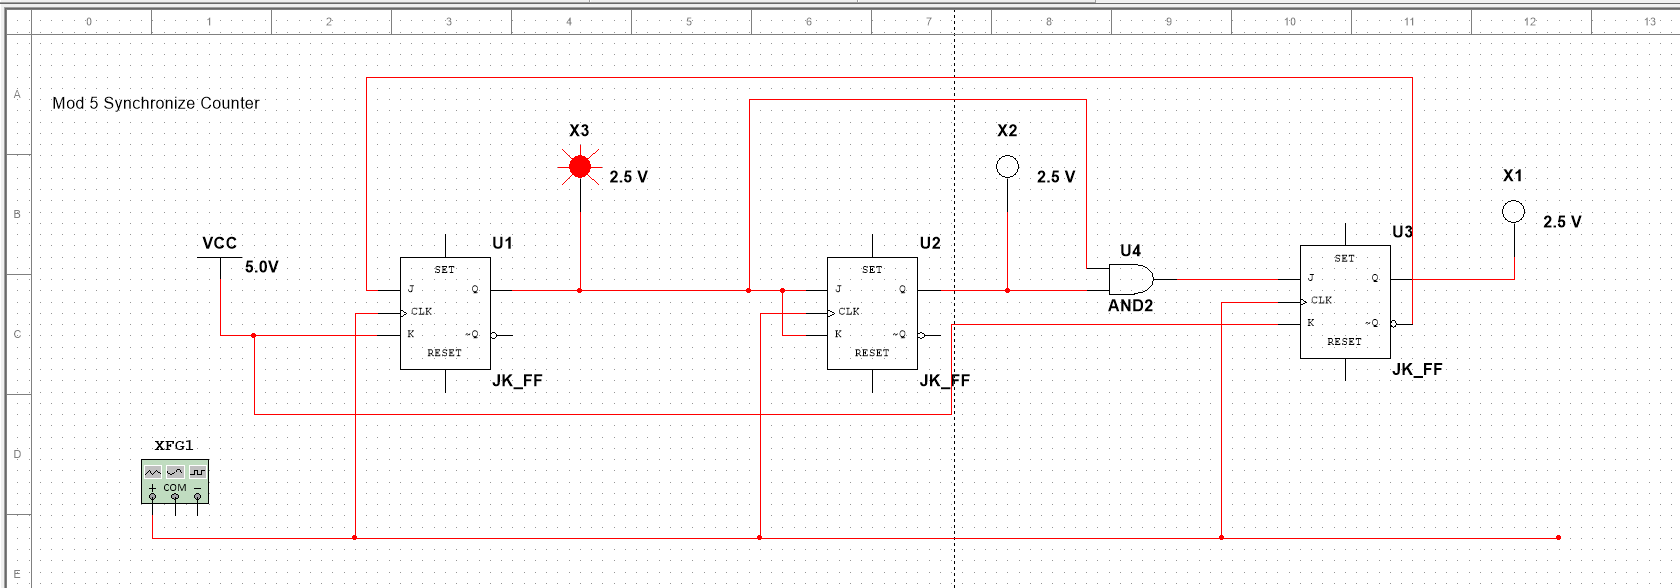 0 1 2 3 4 5 6 7 8 9 10 11 12 13
A
Mod 5 Synchronize Counter
X3
2.5 V
X2
2.5 V
X1
2.5 V
B
VCC
5.0V
U1
SET
J Q
CLK
K ~Q
RESET
JK_FF
U2
SET
J Q
CLK
K ~Q
RESET
JK_FF
U4
AND2
U3
SET
J Q
CLK
K ~Q
RESET
JK_FF
C
D
XFG1
+ COM −
E